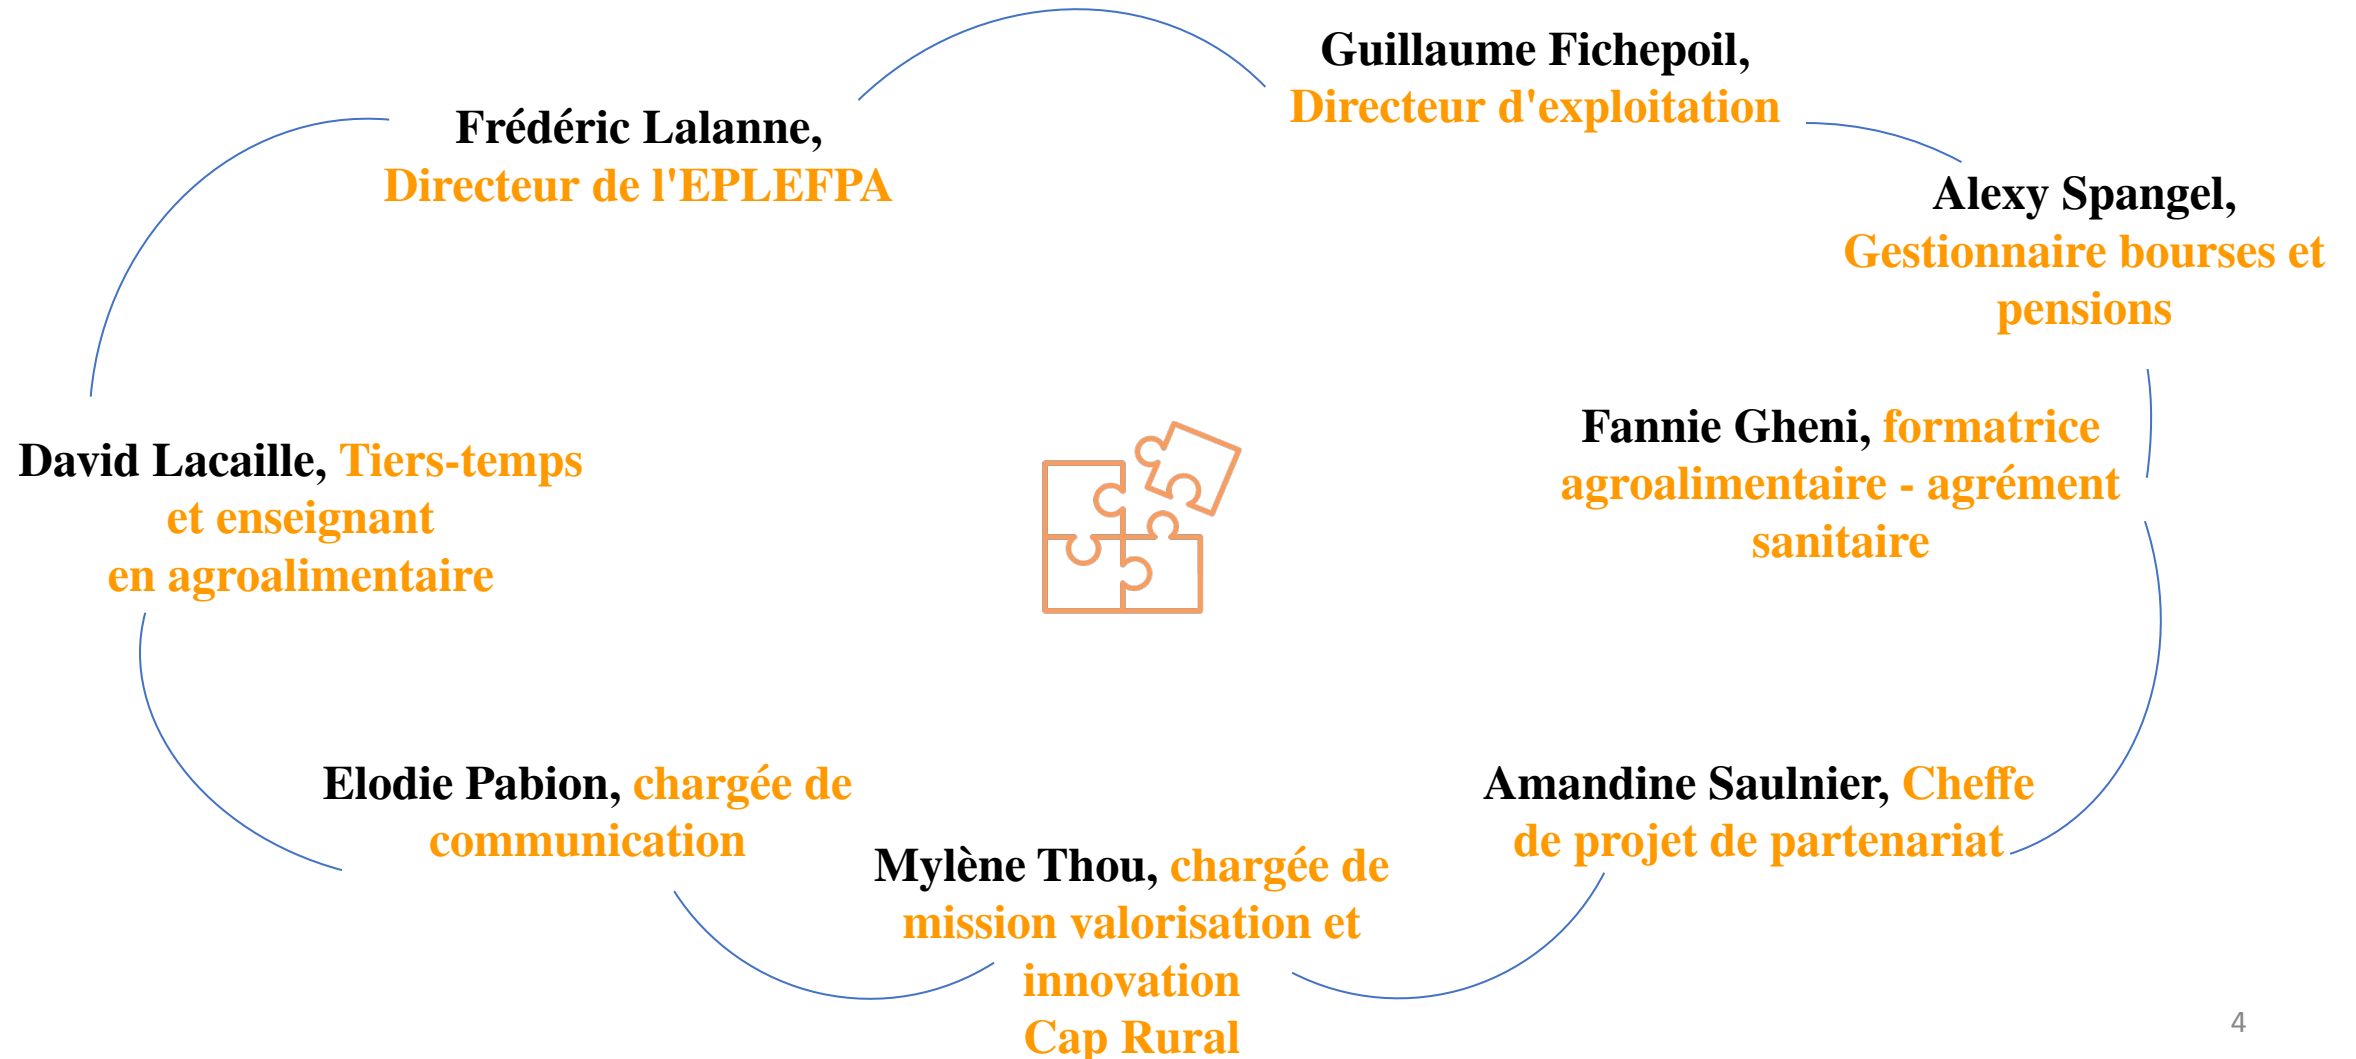 Guillaume Fichepoil,
Directeur d'exploitation
Frédéric Lalanne,
Directeur de l'EPLEFPA
Alexy Spangel,
Gestionnaire bourses et
pensions
Fannie Gheni, formatrice
agroalimentaire - agrément
sanitaire
David Lacaille, Tiers-temps
et enseignant
en agroalimentaire
Elodie Pabion, chargée de
communication
Amandine Saulnier, Cheffe
de projet de partenariat
Mylène Thou, chargée de
mission valorisation et
innovation
Cap Rural
4